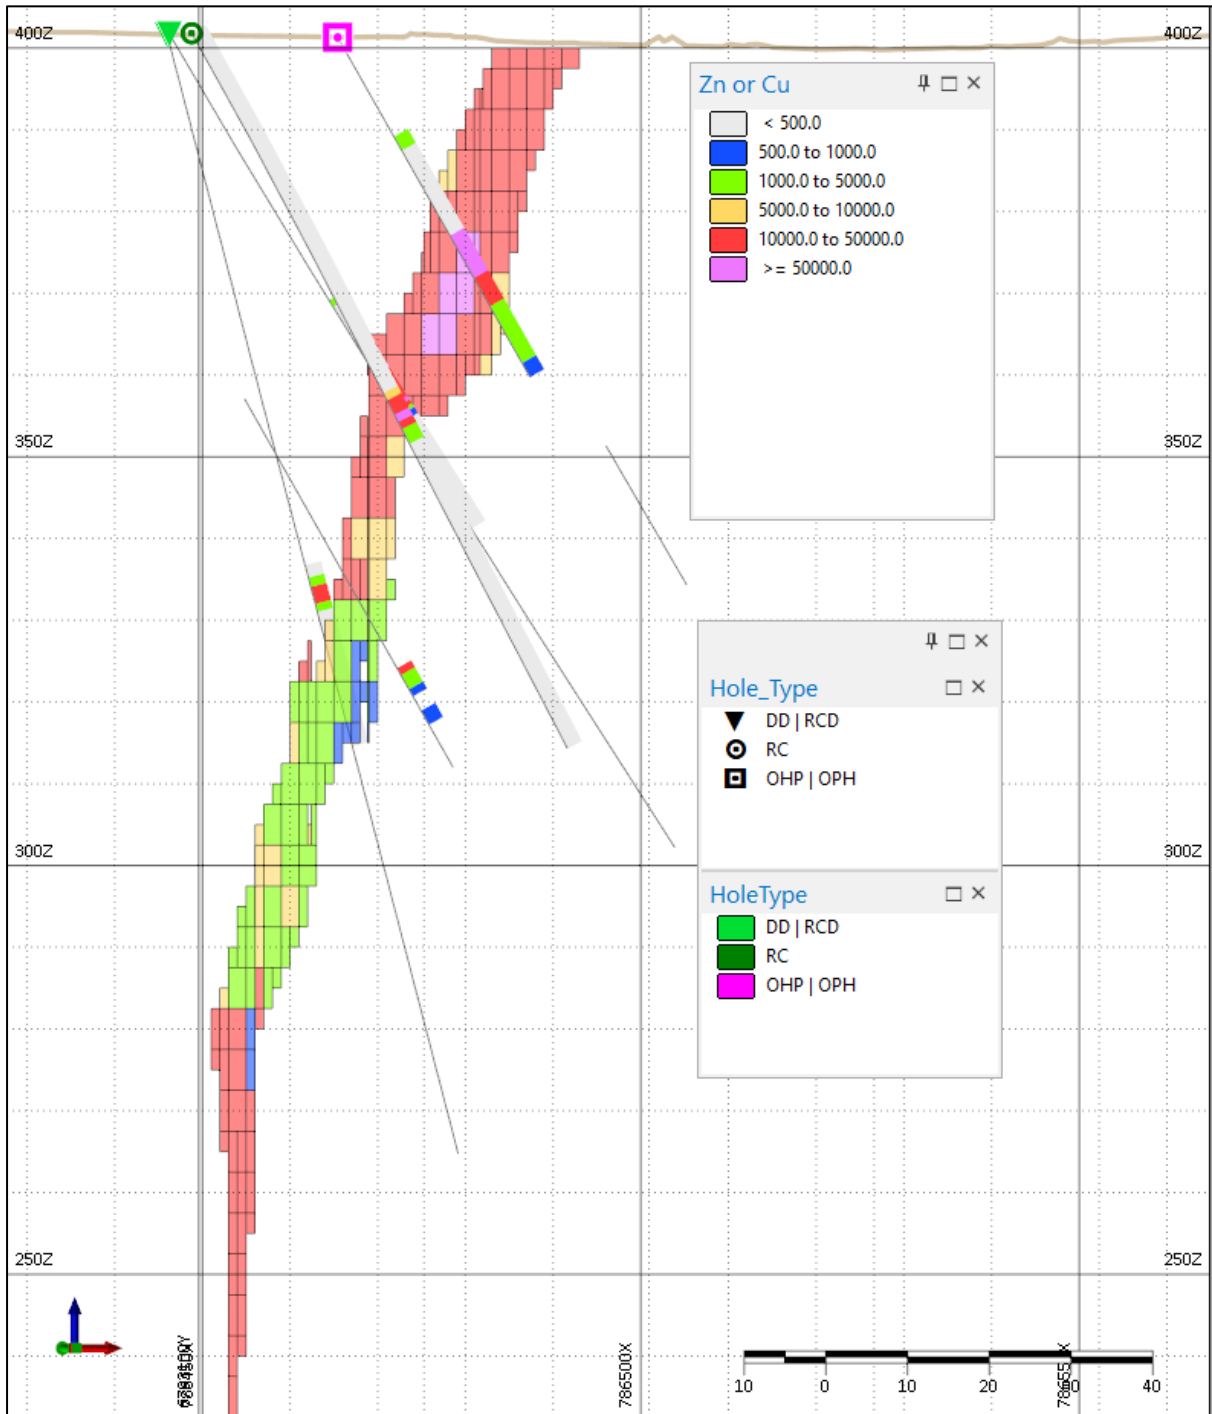 400Z
400Z
Zn or Cu
< 500.0
500.0 to 1000.0
1000.0 to 5000.0
5000.0 to 10000.0
10000.0 to 50000.0
>= 50000.0
350Z
350Z
Hole_Type
DD | RCD
RC
OHP | OPH
300Z
300Z
HoleType
DD | RCD
RC
OHP | OPH
250Z
250Z
786500X
10 0 10 20 40